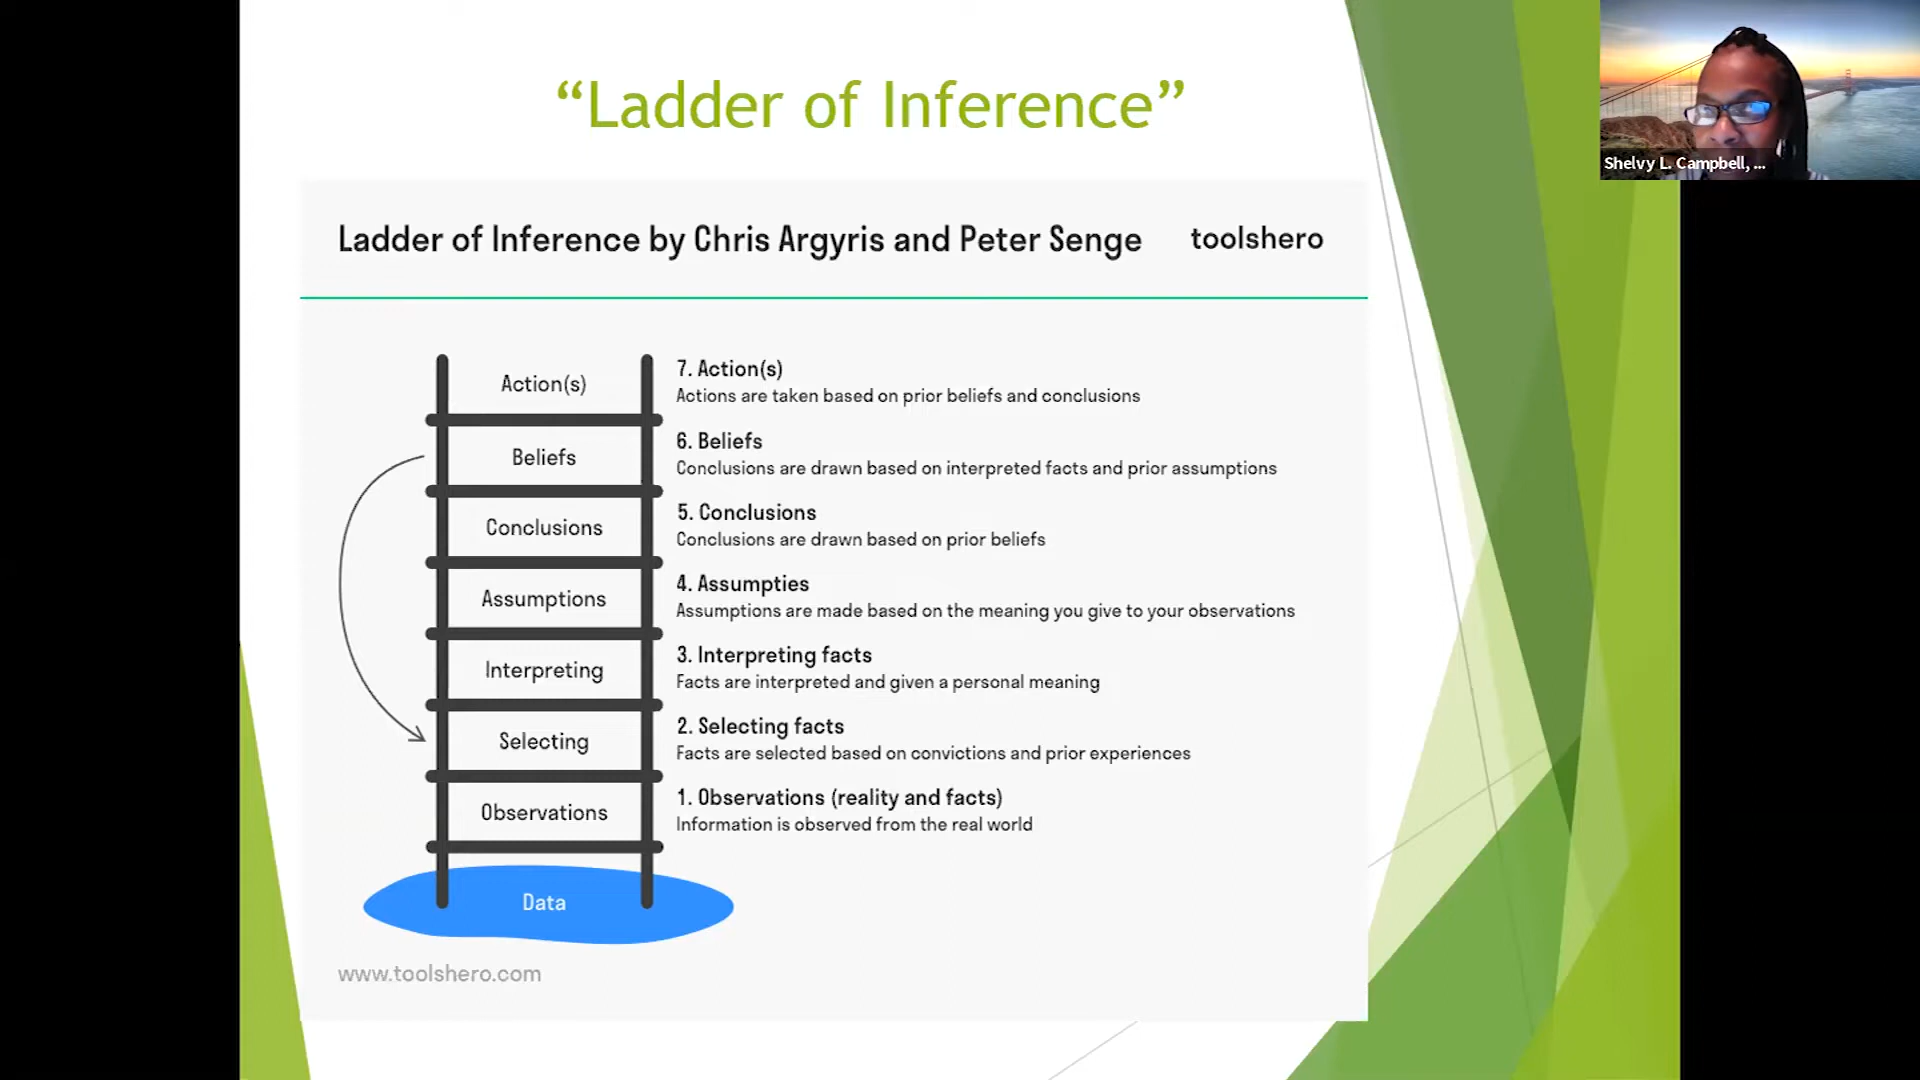 “Ladder of Inference”
Shelvy L. Campbell, ...
Ladder of Inference by Chris Argyris and Peter Senge
toolshero
Action(s)
7. Action(s)
Actions are taken based on prior beliefs and conclusions
Beliefs
6. Beliefs
Conclusions are drawn based on interpreted facts and prior assumptions
Conclusions
5. Conclusions
Conclusions are drawn based on prior beliefs
Assumptions
4. Assumpties
Assumptions are made based on the meaning you give to your observations
Interpreting
3. Interpreting facts
Facts are interpreted and given a personal meaning
Selecting
2. Selecting facts
Facts are selected based on convictions and prior experiences
Observations
1. Observations (reality and facts)
Information is observed from the real world
Data
www.toolshero.com